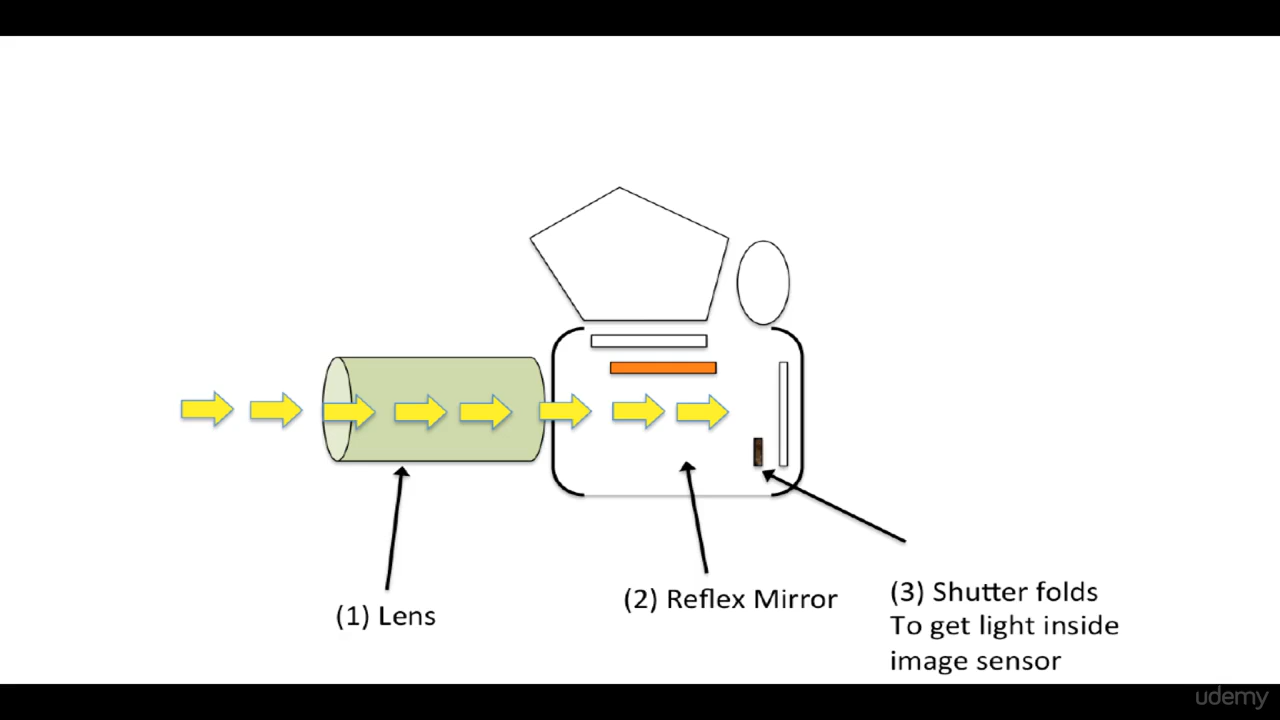 (1) Lens
(2) Reflex Mirror
(3) Shutter folds
To get light inside
image sensor
udemy